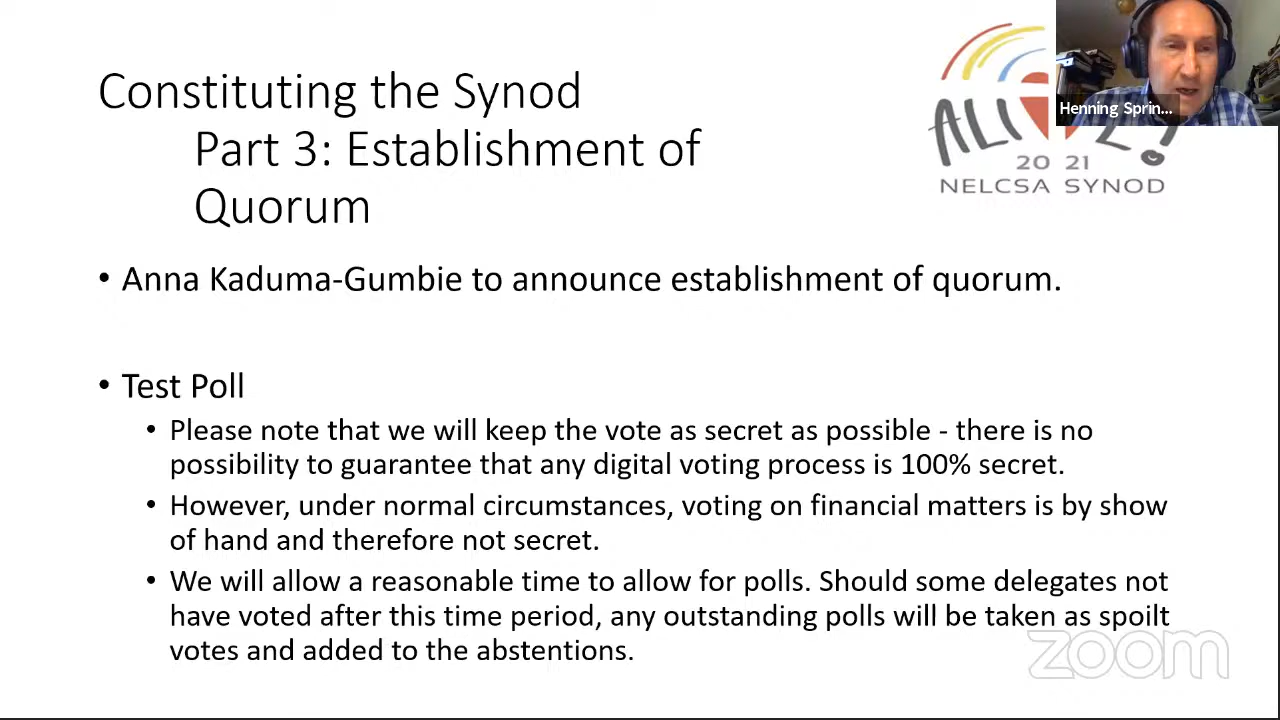 Constituting the Synod
Part 3: Establishment of
Quorum
ALIVE!
20 21
NELCSA SYNOD
Henning Sprin...
• Anna Kaduma-Gumbie to announce establishment of quorum.
• Test Poll
• Please note that we will keep the vote as secret as possible - there is no
possibility to guarantee that any digital voting process is 100% secret.
• However, under normal circumstances, voting on financial matters is by show
of hand and therefore not secret.
• We will allow a reasonable time to allow for polls. Should some delegates not
have voted after this time period, any outstanding polls will be taken as spoilt
votes and added to the abstentions.
zoom